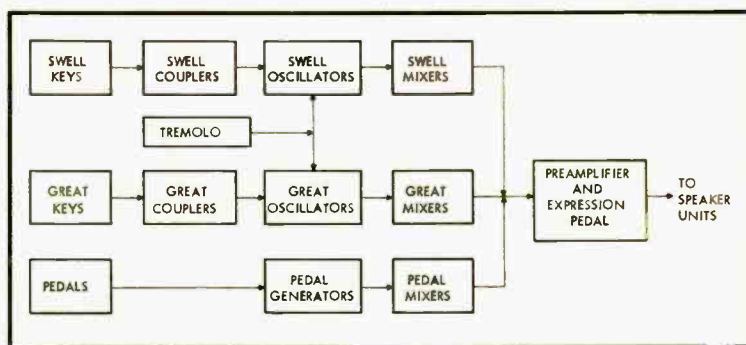 SWELL
KEYS
SWELL
COUPLERS
SWELL
OSCILLATORS
SWELL
MIXERS
TREMOLO
GREAT
KEYS
GREAT
COUPLERS
GREAT
OSCILLATORS
GREAT
MIXERS
PREAMPLIFIER
AND
EXPRESSION
PEDAL
TO
SPEAKER
UNITS
PEDALS
PEDAL
GENERATORS
PEDAL
MIXERS